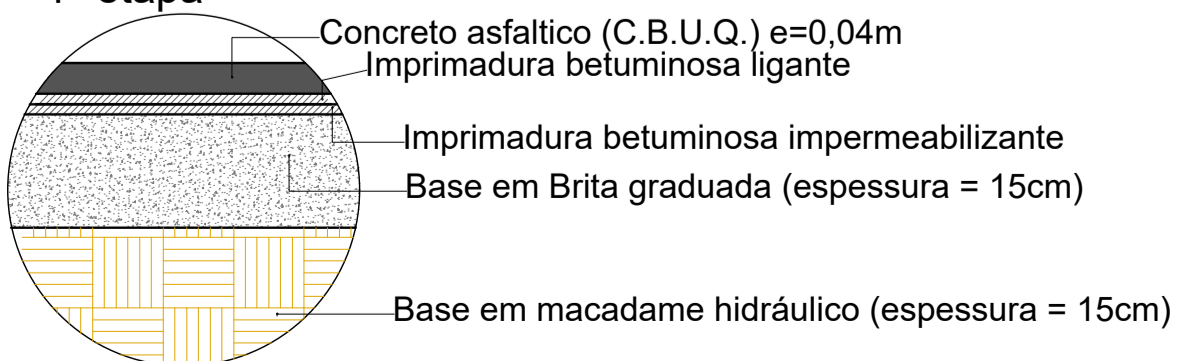 etapa
Concreto asfaltico (C.B.U.Q.) e=0,04m
Imprimadura betuminosa ligante
Imprimadura betuminosa impermeabilizante
Base em Brita graduada (espessura = 15cm)
Base em macadame hidráulico (espessura = 15cm)